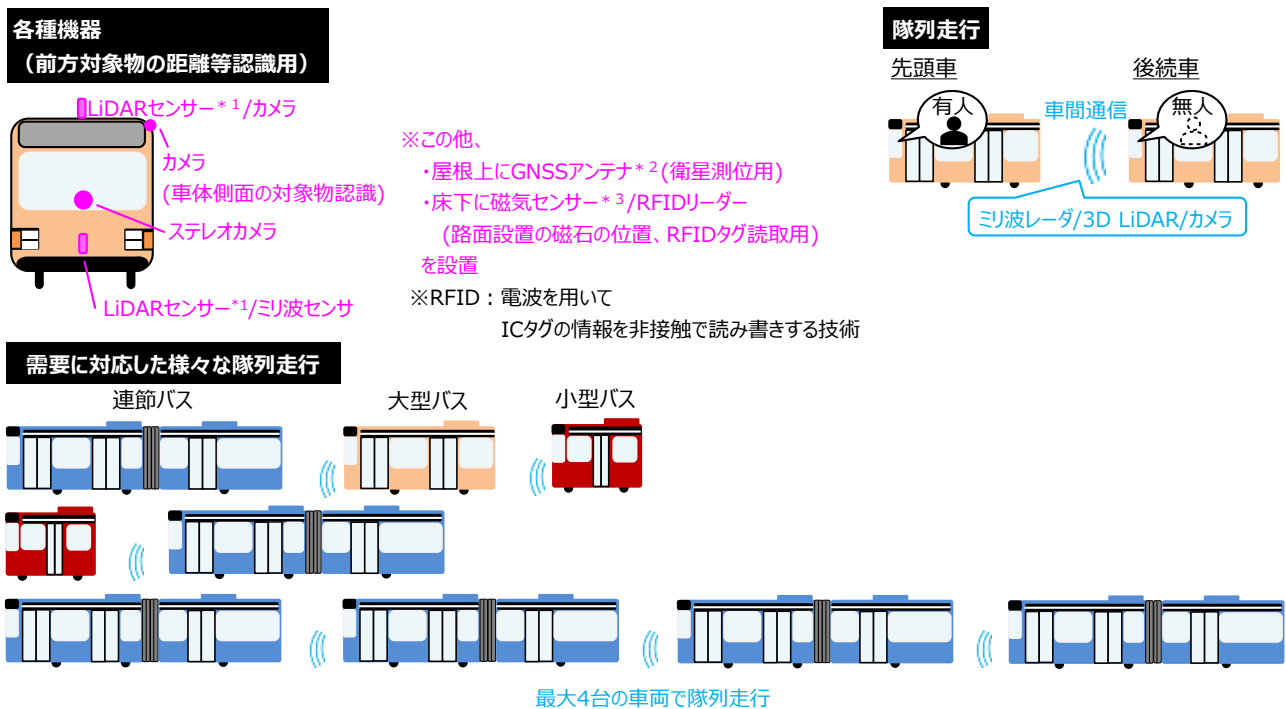 各種機器
（前方対象物の距離等認識用）
LiDARセンサー*1/カメラ
カメラ
(車体側面の対象物認識)
ステレオカメラ
LiDARセンサー*1/ミリ波センサ
※この他、
・屋根上にGNSSアンテナ*2(衛星測位用)
・床下に磁気センサー*3/RFIDリーダー
(路面設置の磁石の位置、RFIDタグ読取用)
を設置
※RFID：電波を用いて
ICタグの情報を非接触で読み書きする技術
隊列走行
先頭車
後続車
有人
車間通信
無人
ミリ波レーダ/3D LiDAR/カメラ
需要に対応した様々な隊列走行
連節バス
大型バス
小型バス
最大4台の車両で隊列走行